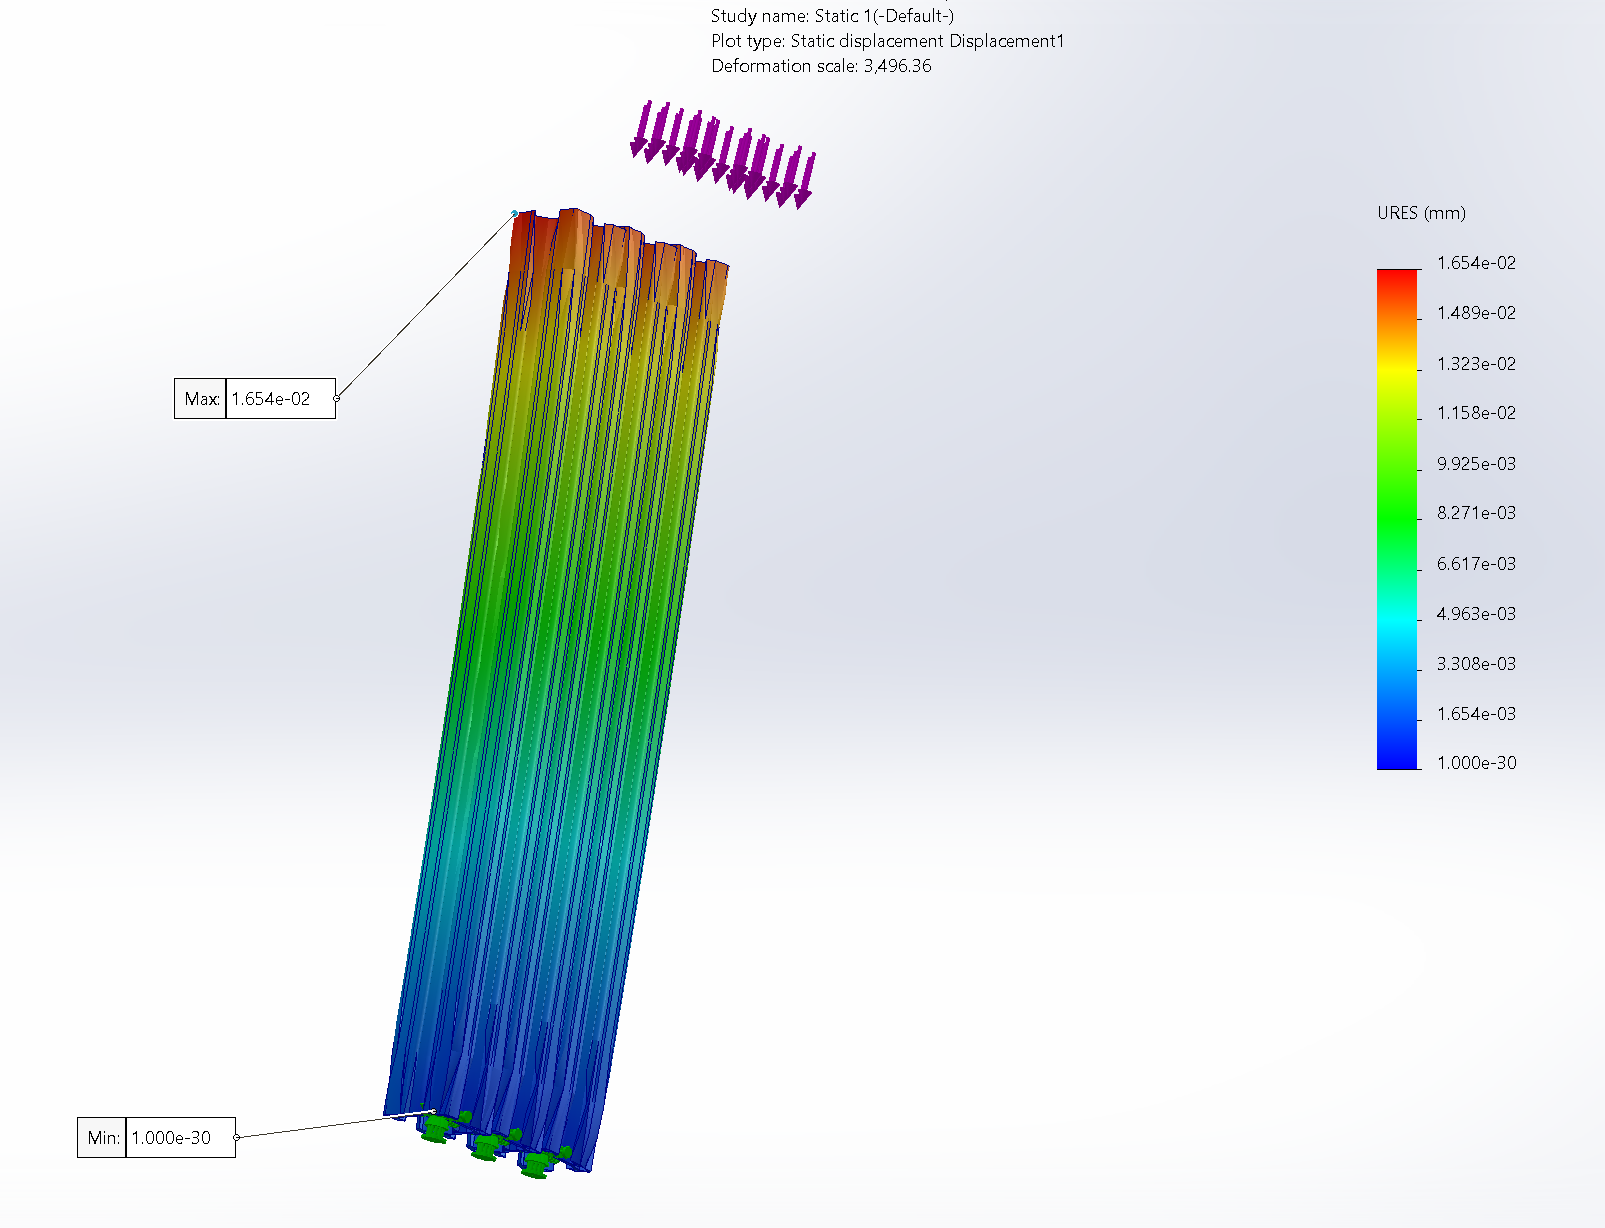 Study name: Static 1(-Default-)
Plot type: Static displacement Displacement1
Deformation scale: 3,496.36
URES (mm)
1.654e-02
1.489e-02
1.323e-02
1.158e-02
9.925e-03
8.271e-03
6.617e-03
4.963e-03
3.308e-03
1.654e-03
1.000e-30
Max: 1.654e-02
Min: 1.000e-30